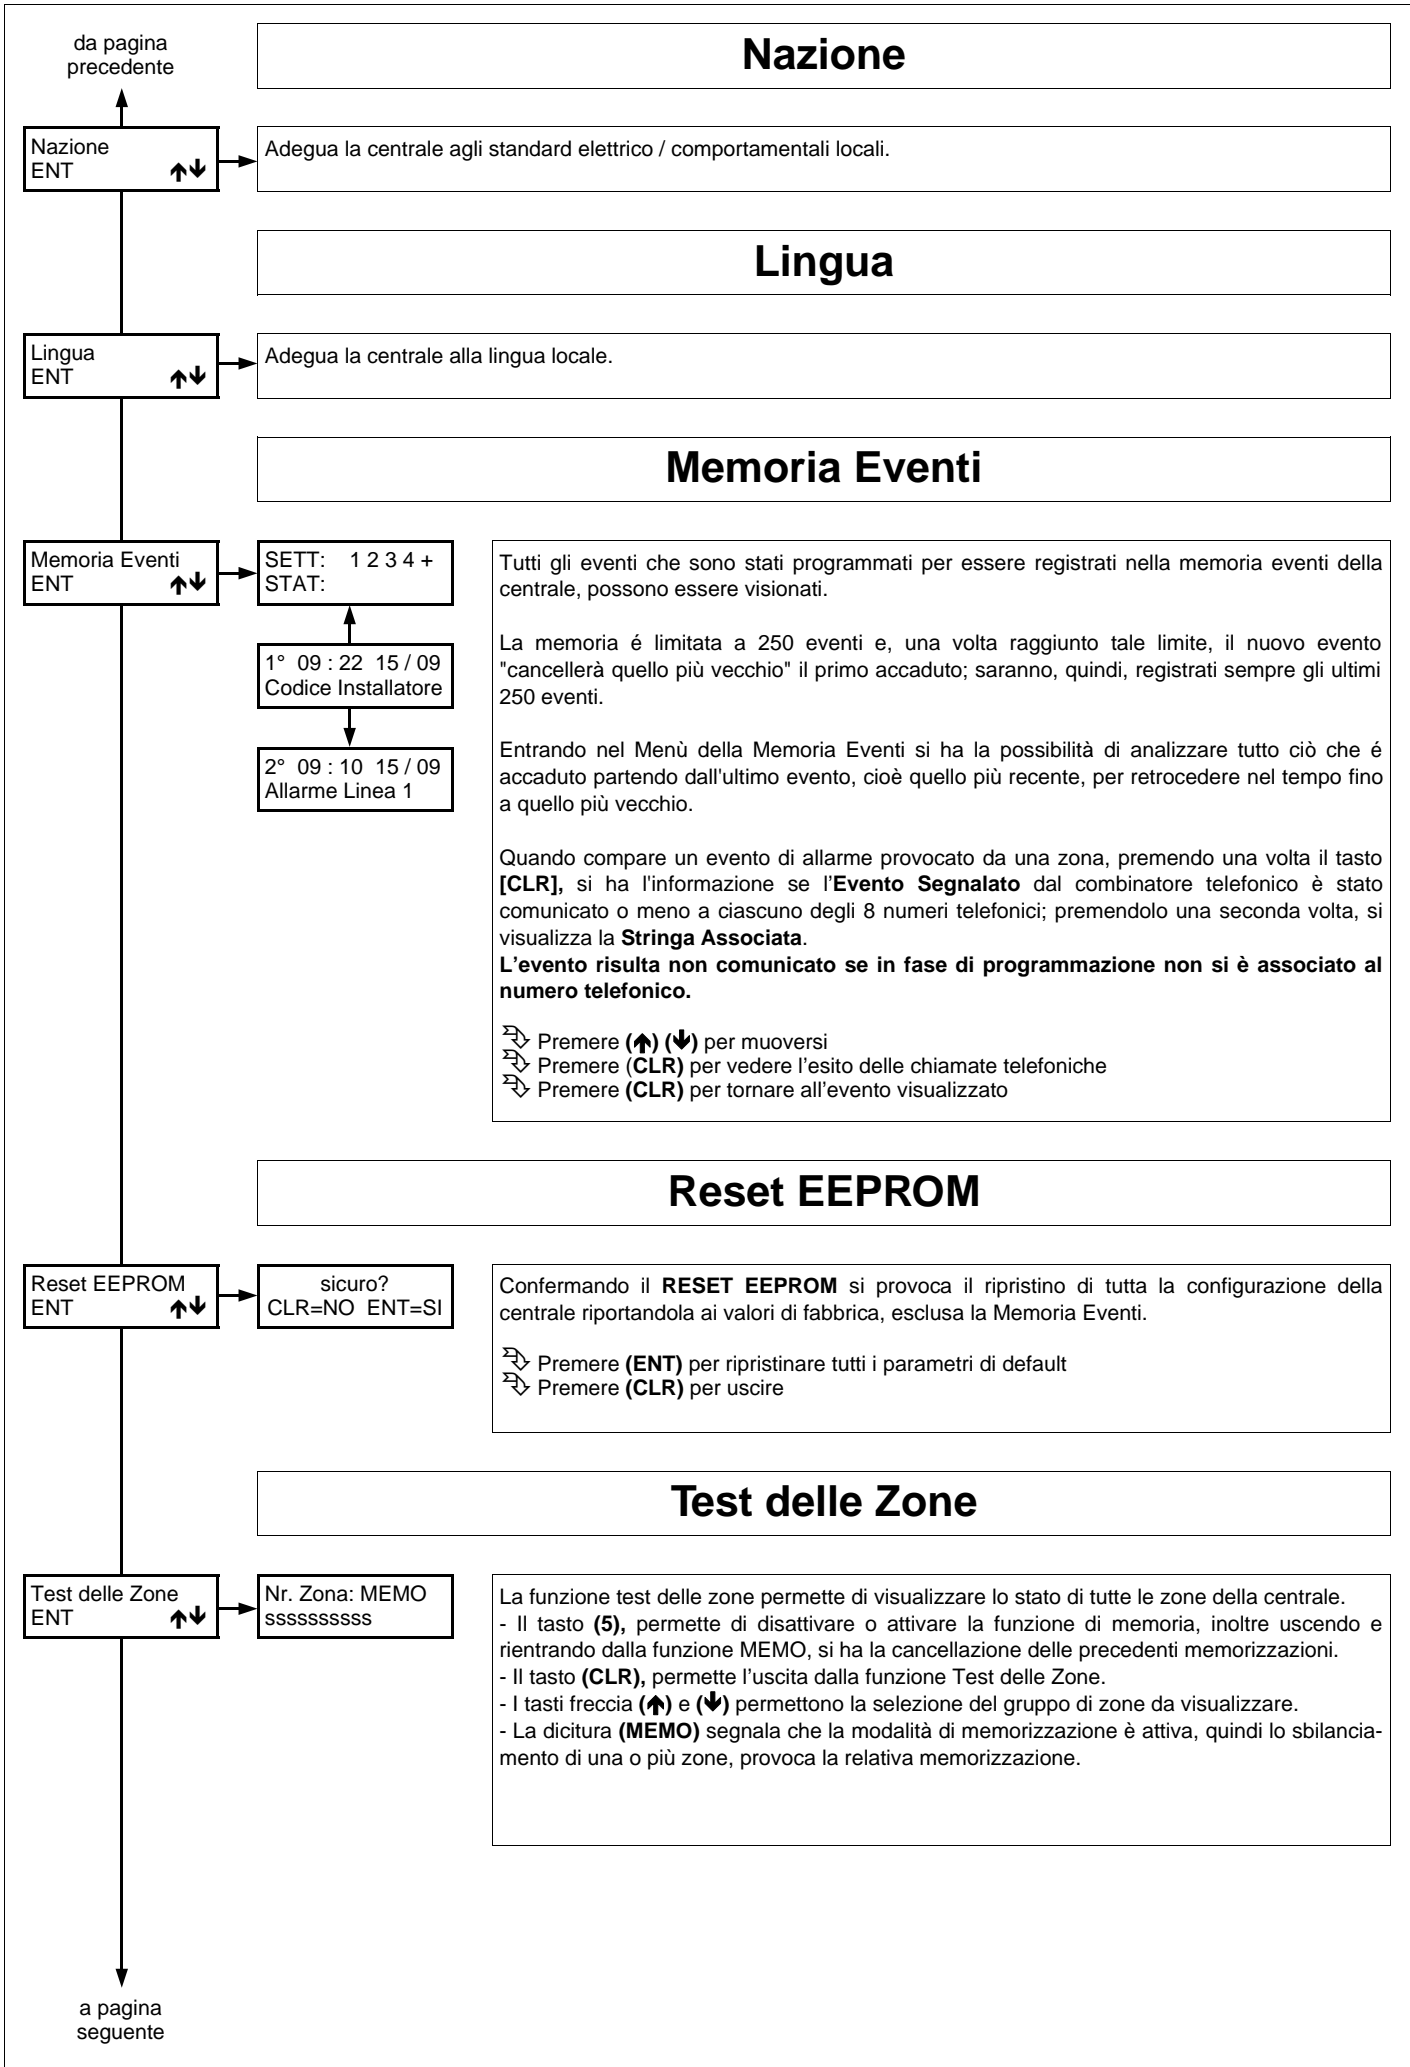 da pagina
precedente
Nazione
Nazione
ENT ↑↓
Adegua la centrale agli standard elettrico / comportamentali locali.
Lingua
Lingua
ENT ↑↓
Adegua la centrale alla lingua locale.
Memoria Eventi
Memoria Eventi
ENT ↑↓
SETT: 1 2 3 4 +
STAT:
1° 09 : 22 15 / 09
Codice Installatore
2° 09 : 10 15 / 09
Allarme Linea 1
Tutti gli eventi che sono stati programmati per essere registrati nella memoria eventi della
centrale, possono essere visionati.
La memoria é limitata a 250 eventi e, una volta raggiunto tale limite, il nuovo evento
"cancellerà quello più vecchio" il primo accaduto; saranno, quindi, registrati sempre gli ultimi
250 eventi.
Entrando nel Menù della Memoria Eventi si ha la possibilità di analizzare tutto ciò che é
accaduto partendo dall'ultimo evento, cioè quello più recente, per retrocedere nel tempo fino
a quello più vecchio.
Quando compare un evento di allarme provocato da una zona, premendo una volta il tasto
[CLR], si ha l'informazione se l’Evento Segnalato dal combinatore telefonico è stato
comunicato o meno a ciascuno degli 8 numeri telefonici; premendolo una seconda volta, si
visualizza la Stringa Associata.
L’evento risulta non comunicato se in fase di programmazione non si è associato al
numero telefonico.
Premere (↑) (↓) per muoversi
Premere (CLR) per vedere l’esito delle chiamate telefoniche
Premere (CLR) per tornare all’evento visualizzato
Reset EEPROM
Reset EEPROM
ENT ↑↓
sicuro?
CLR=NO ENT=SI
Confermando il RESET EEPROM si provoca il ripristino di tutta la configurazione della
centrale riportandola ai valori di fabbrica, esclusa la Memoria Eventi.
Premere (ENT) per ripristinare tutti i parametri di default
Premere (CLR) per uscire
Test delle Zone
Test delle Zone
ENT ↑↓
Nr. Zona: MEMO
ssssssssss
La funzione test delle zone permette di visualizzare lo stato di tutte le zone della centrale.
- Il tasto (5), permette di disattivare o attivare la funzione di memoria, inoltre uscendo e
rientrando dalla funzione MEMO, si ha la cancellazione delle precedenti memorizzazioni.
- Il tasto (CLR), permette l’uscita dalla funzione Test delle Zone.
- I tasti freccia (↑) e (↓) permettono la selezione del gruppo di zone da visualizzare.
- La dicitura (MEMO) segnala che la modalità di memorizzazione è attiva, quindi lo sbilancia-
mento di una o più zone, provoca la relativa memorizzazione.
a pagina
seguente